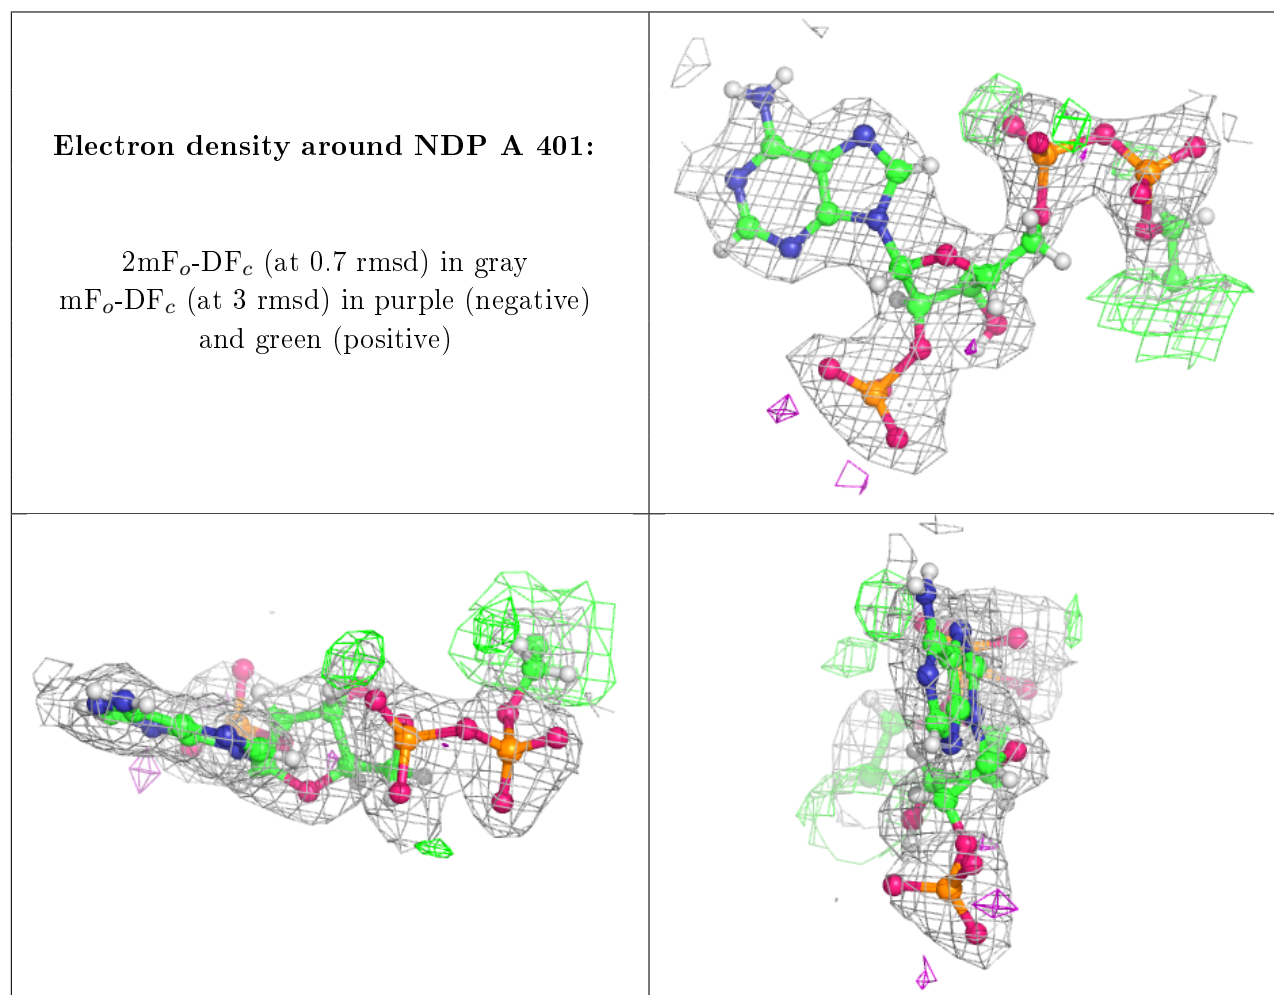 Electron density around NDP A 401:
2mFₒ-DF𝒸 (at 0.7 rmsd) in gray
mFₒ-DF𝒸 (at 3 rmsd) in purple (negative)
and green (positive)